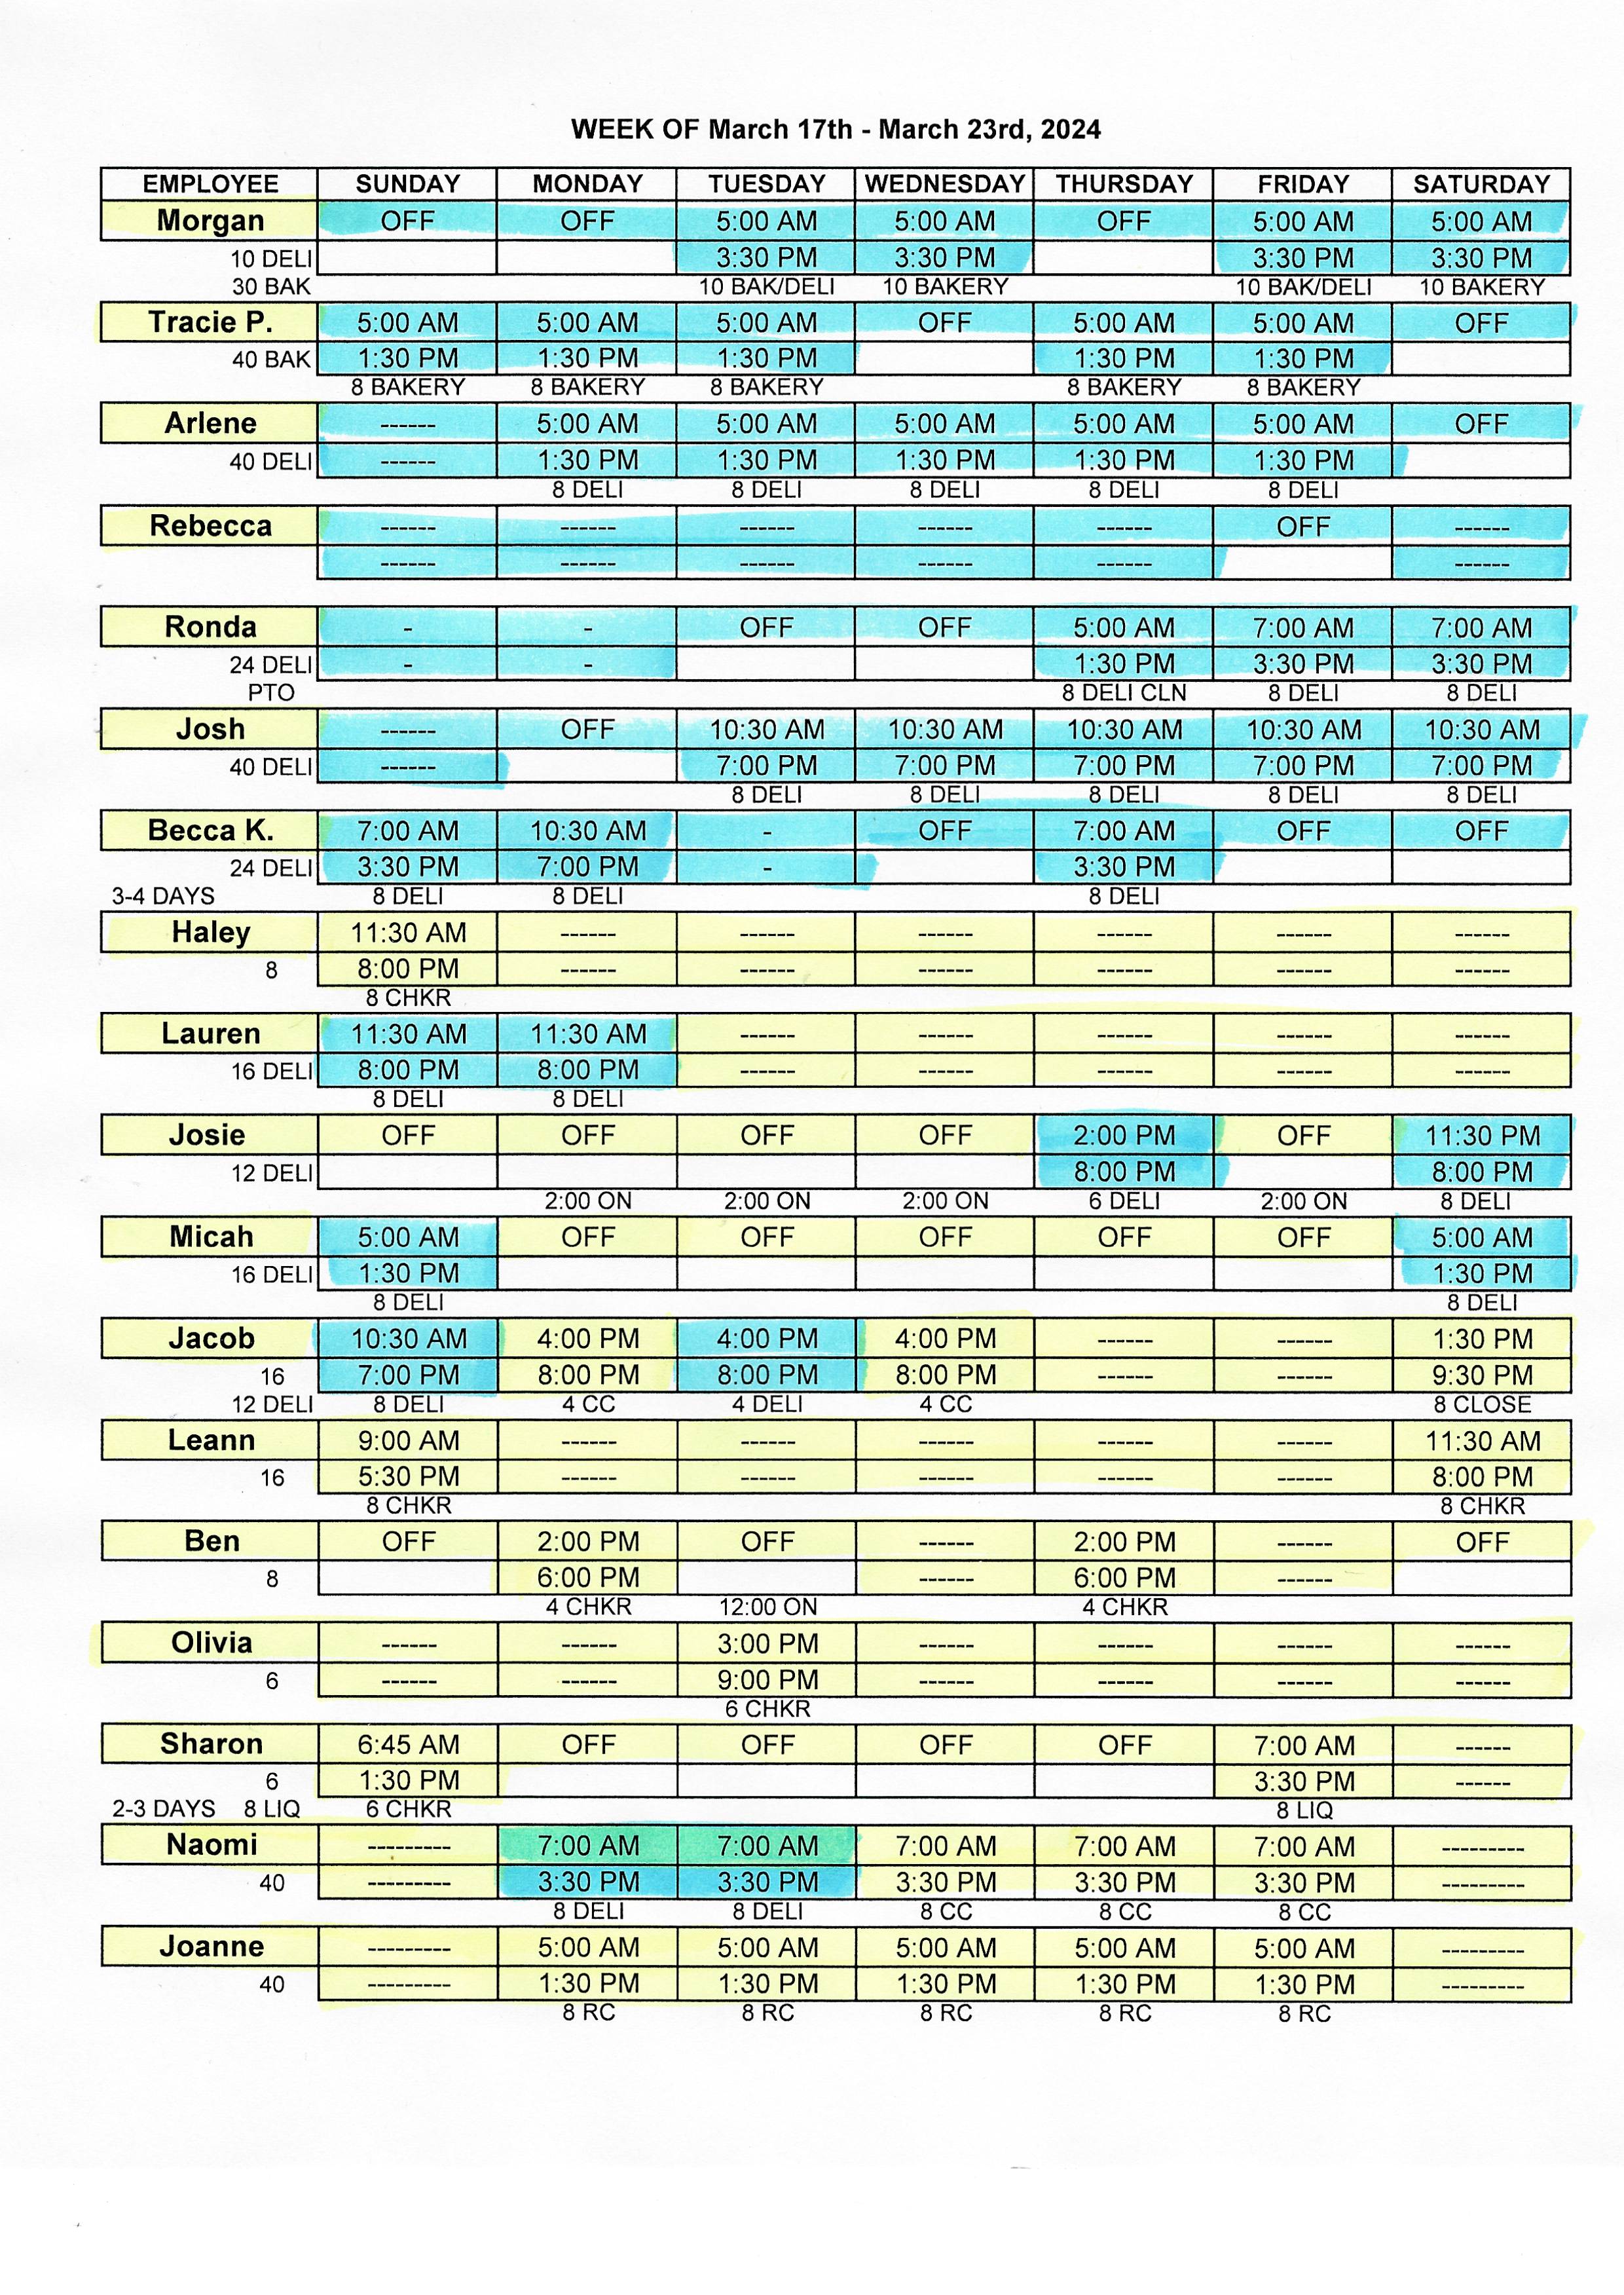 WEEK OF March 17th - March 23rd, 2024
EMPLOYEE SUNDAY MONDAY TUESDAY WEDNESDAY THURSDAY FRIDAY SATURDAY
Morgan OFF OFF 5:00 AM 5:00 AM OFF 5:00 AM 5:00 AM
10 DELI 3:30 PM 3:30 PM 3:30 PM 3:30 PM
30 BAK 10 BAK/DELI 10 BAKERY 10 BAK/DELI 10 BAKERY
Tracie P. 5:00 AM 5:00 AM 5:00 AM OFF 5:00 AM 5:00 AM OFF
40 BAK 1:30 PM 1:30 PM 1:30 PM 1:30 PM 1:30 PM
8 BAKERY 8 BAKERY 8 BAKERY 8 BAKERY 8 BAKERY
Arlene ------ 5:00 AM 5:00 AM 5:00 AM 5:00 AM 5:00 AM OFF
40 DELI ------ 1:30 PM 1:30 PM 1:30 PM 1:30 PM 1:30 PM
8 DELI 8 DELI 8 DELI 8 DELI 8 DELI
Rebecca ------ ------ ------ ------ ------ OFF ------
------ ------ ------ ------ ------ ------
Ronda - - OFF OFF 5:00 AM 7:00 AM 7:00 AM
24 DELI - - 1:30 PM 3:30 PM 3:30 PM
PTO 8 DELI CLN 8 DELI 8 DELI
Josh ------ OFF 10:30 AM 10:30 AM 10:30 AM 10:30 AM 10:30 AM
40 DELI ------ 7:00 PM 7:00 PM 7:00 PM 7:00 PM 7:00 PM
8 DELI 8 DELI 8 DELI 8 DELI 8 DELI
Becca K. 7:00 AM 10:30 AM - OFF 7:00 AM OFF OFF
24 DELI 3:30 PM 7:00 PM - 3:30 PM
3-4 DAYS 8 DELI 8 DELI 8 DELI
Haley 11:30 AM ------ ------ ------ ------ ------ ------
8 8:00 PM ------ ------ ------ ------ ------ ------
8 CHKR
Lauren 11:30 AM 11:30 AM ------ ------ ------ ------ ------
16 DELI 8:00 PM 8:00 PM ------ ------ ------ ------ ------
8 DELI 8 DELI
Josie OFF OFF OFF OFF 2:00 PM OFF 11:30 PM
12 DELI 8:00 PM 8:00 PM
2:00 ON 2:00 ON 2:00 ON 6 DELI 2:00 ON 8 DELI
Micah 5:00 AM OFF OFF OFF OFF OFF 5:00 AM
16 DELI 1:30 PM 1:30 PM
8 DELI 8 DELI
Jacob 10:30 AM 4:00 PM 4:00 PM 4:00 PM ------ ------ 1:30 PM
16 7:00 PM 8:00 PM 8:00 PM 8:00 PM ------ ------ 9:30 PM
12 DELI 8 DELI 4 CC 4 DELI 4 CC 8 CLOSE
Leann 9:00 AM ------ ------ ------ ------ ------ 11:30 AM
16 5:30 PM ------ ------ ------ ------ ------ 8:00 PM
8 CHKR 8 CHKR
Ben OFF 2:00 PM OFF ------ 2:00 PM ------ OFF
8 6:00 PM ------ 6:00 PM ------
4 CHKR 12:00 ON 4 CHKR
Olivia ------ ------ 3:00 PM ------ ------ ------ ------
6 ------ ------ 9:00 PM ------ ------ ------ ------
6 CHKR
Sharon 6:45 AM OFF OFF OFF OFF 7:00 AM ------
6 1:30 PM 3:30 PM ------
2-3 DAYS 8 LIQ 6 CHKR 8 LIQ
Naomi --------- 7:00 AM 7:00 AM 7:00 AM 7:00 AM 7:00 AM ---------
40 --------- 3:30 PM 3:30 PM 3:30 PM 3:30 PM 3:30 PM ---------
8 DELI 8 DELI 8 CC 8 CC 8 CC
Joanne --------- 5:00 AM 5:00 AM 5:00 AM 5:00 AM 5:00 AM ---------
40 --------- 1:30 PM 1:30 PM 1:30 PM 1:30 PM 1:30 PM ---------
8 RC 8 RC 8 RC 8 RC 8 RC